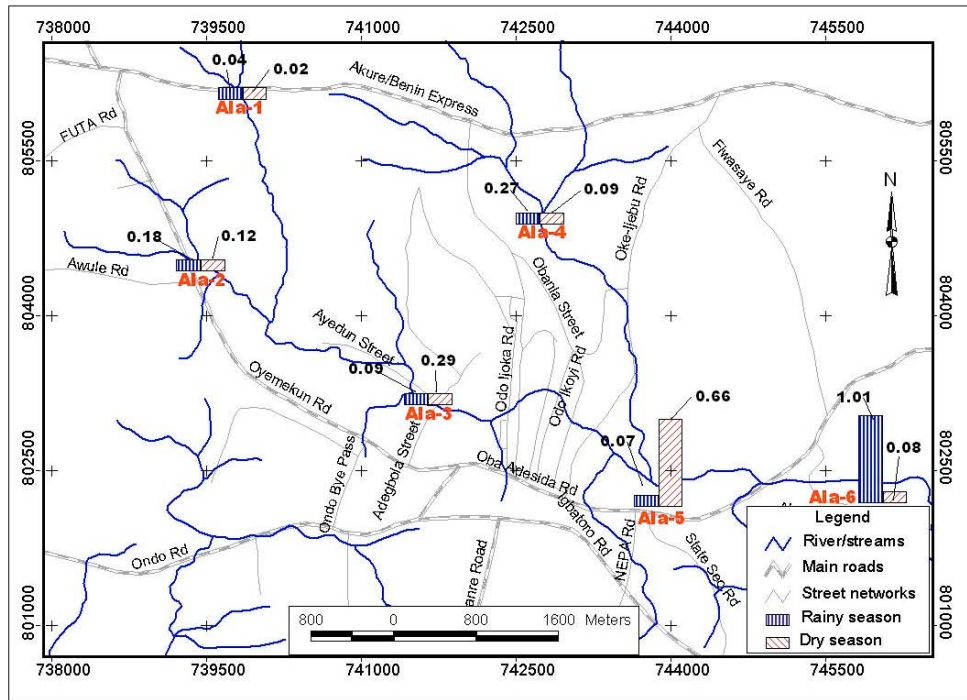 738000 739500 741000 742500 744000 745500
0.04
0.02
Akure/Benin Express
Ala-1
FUTA Rd
805500
805500
Fiwasaye Rd
N
0.27
0.09
Oke-Ijebu Rd
Ala-4
0.18
0.12
Awule Rd
Ala-2
Obanla Street
804000
804000
Ayedun Street
0.29
0.09
Odo Ijoka Rd
Odo Ikoyi Rd
Oyemekun Rd
Ala-3
0.66
1.01
Adegbola Street
Ondo Bye Pass
802500
802500
0.07
0.08
Oba Adesida Rd
Ala-6
Ala-5
Igbatoro Rd
NEPA Rd
State Sec Rd
Ondo Rd
Legend
River/streams
Main roads
Street networks
Rainy season
Dry season
801000
801000
800 0 800 1600 Meters
738000 739500 741000 742500 744000 745500